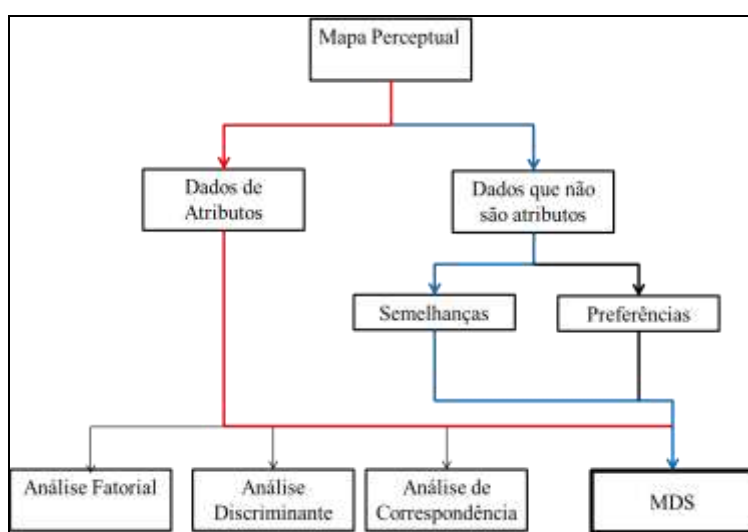 Mapa Perceptual
Dados de
Atributos
Dados que não
são atributos
Semelhanças
Preferências
Análise Fatorial
Análise
Discriminante
Análise de
Correspondência
MDS